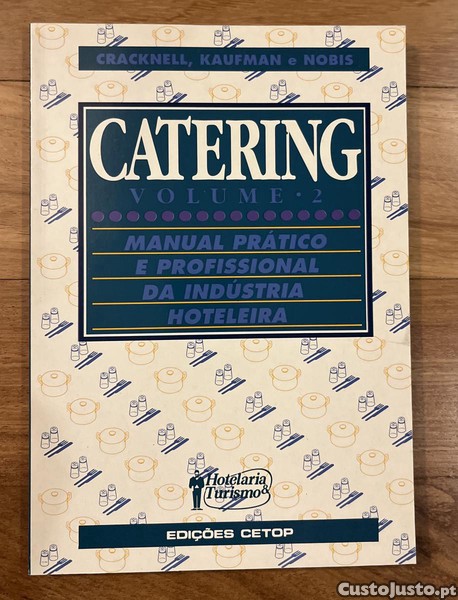 CRACKNELL, KAUFMAN e NOBIS
CATERING
VOLUME · 2
MANUAL PRÁTICO
E PROFISSIONAL
DA INDÚSTRIA
HOTELEIRA
Hotelaria
& Turismo
EDIÇÕES CETOP
CustoJusto.pt